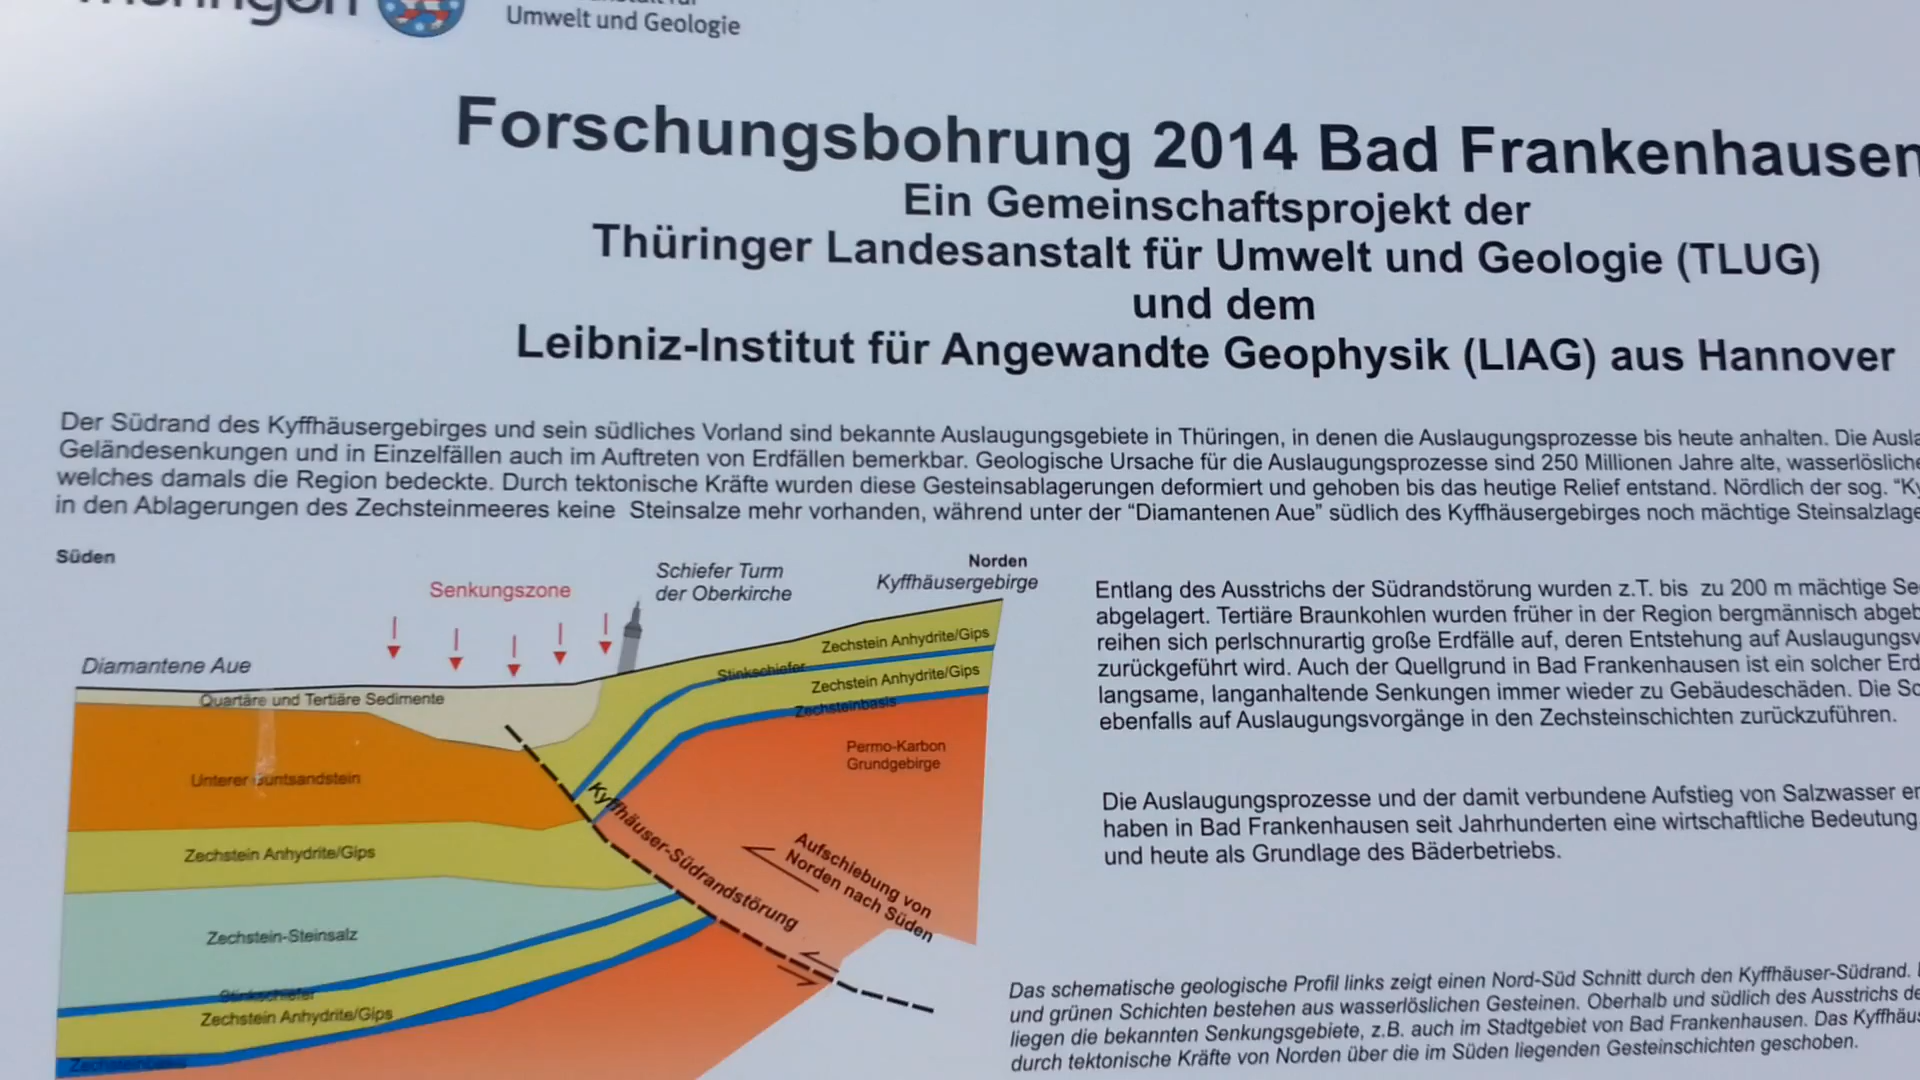 Umwelt und Geologie
Forschungsbohrung 2014 Bad Frankenhausen
Ein Gemeinschaftsprojekt der
Thüringer Landesanstalt für Umwelt und Geologie (TLUG)
und dem
Leibniz-Institut für Angewandte Geophysik (LIAG) aus Hannover
Der Südrand des Kyffhäusergebirges und sein südliches Vorland sind bekannte Auslaugungsgebiete in Thüringen, in denen die Auslaugungsprozesse bis heute anhalten. Die
Geländesenkungen und in Einzelfällen auch im Auftreten von Erdfällen bemerkbar. Geologische Ursache für die Auslaugungsprozesse sind 250 Millionen Jahre alte,
welches damals die Region bedeckte. Durch tektonische Kräfte wurden diese Gesteinsablagerungen deformiert und gehoben bis das heutige Relief entstand. Nördlich der sog.
in den Ablagerungen des Zechsteinmeeres keine Steinsalze mehr vorhanden, während unter der “Diamantenen Aue” südlich des Kyffhäusergebirges noch mächtige
Süden
Norden
Senkungszone
Schiefer Turm
der Oberkirche
Kyffhäusergebirge
Diamantene Aue
Quartäre und Tertiäre Sedimente
Stinkschiefer
Zechstein Anhydrite/Gips
Zechstein Anhydrite/Gips
Zechsteinbasis
Permo-Karbon
Grundgebirge
Unterer Buntsandstein
Kyffhäuser-Südrandstörung
Aufschiebung von
Norden nach Süden
Zechstein Anhydrite/Gips
Zechstein-Steinsalz
Stinkschiefer
Zechstein Anhydrite/Gips
Zechsteinbasis
Entlang des Ausstrichs der Südrandstörung wurden z.T. bis zu 200 m mächtige
abgelagert. Tertiäre Braunkohlen wurden früher in der Region bergmännisch
reihen sich perlschnurartig große Erdfälle auf, deren Entstehung auf
zurückgeführt wird. Auch der Quellgrund in Bad Frankenhausen ist ein solcher
langsame, langanhaltende Senkungen immer wieder zu Gebäudeschäden. Die
ebenfalls auf Auslaugungsvorgänge in den Zechsteinschichten zurückzuführen.
Die Auslaugungsprozesse und der damit verbundene Aufstieg von Salzwasser
haben in Bad Frankenhausen seit Jahrhunderten eine wirtschaftliche Bedeutung
und heute als Grundlage des Bäderbetriebs.
Das schematische geologische Profil links zeigt einen Nord-Süd Schnitt durch den Kyffhäuser-Südrand.
und grünen Schichten bestehen aus wasserlöslichen Gesteinen. Oberhalb und südlich des Ausstrichs
liegen die bekannten Senkungsgebiete, z.B. auch im Stadtgebiet von Bad Frankenhausen. Das
durch tektonische Kräfte von Norden über die im Süden liegenden Gesteinschichten geschoben.